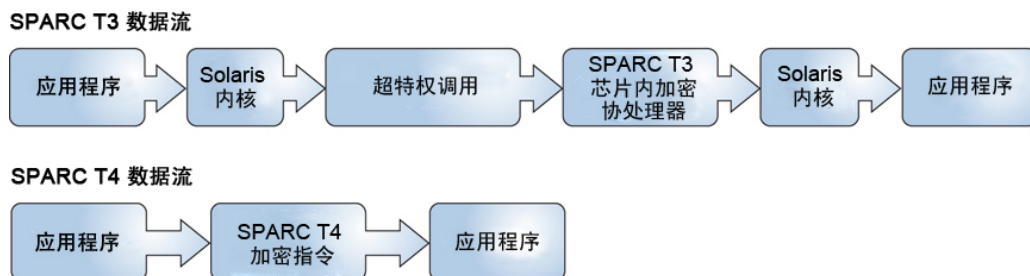 SPARC T3 数据流
应用程序
Solaris
内核
超特权调用
SPARC T3
芯片内加密
协处理器
Solaris
内核
应用程序
SPARC T4 数据流
应用程序
SPARC T4
加密指令
应用程序